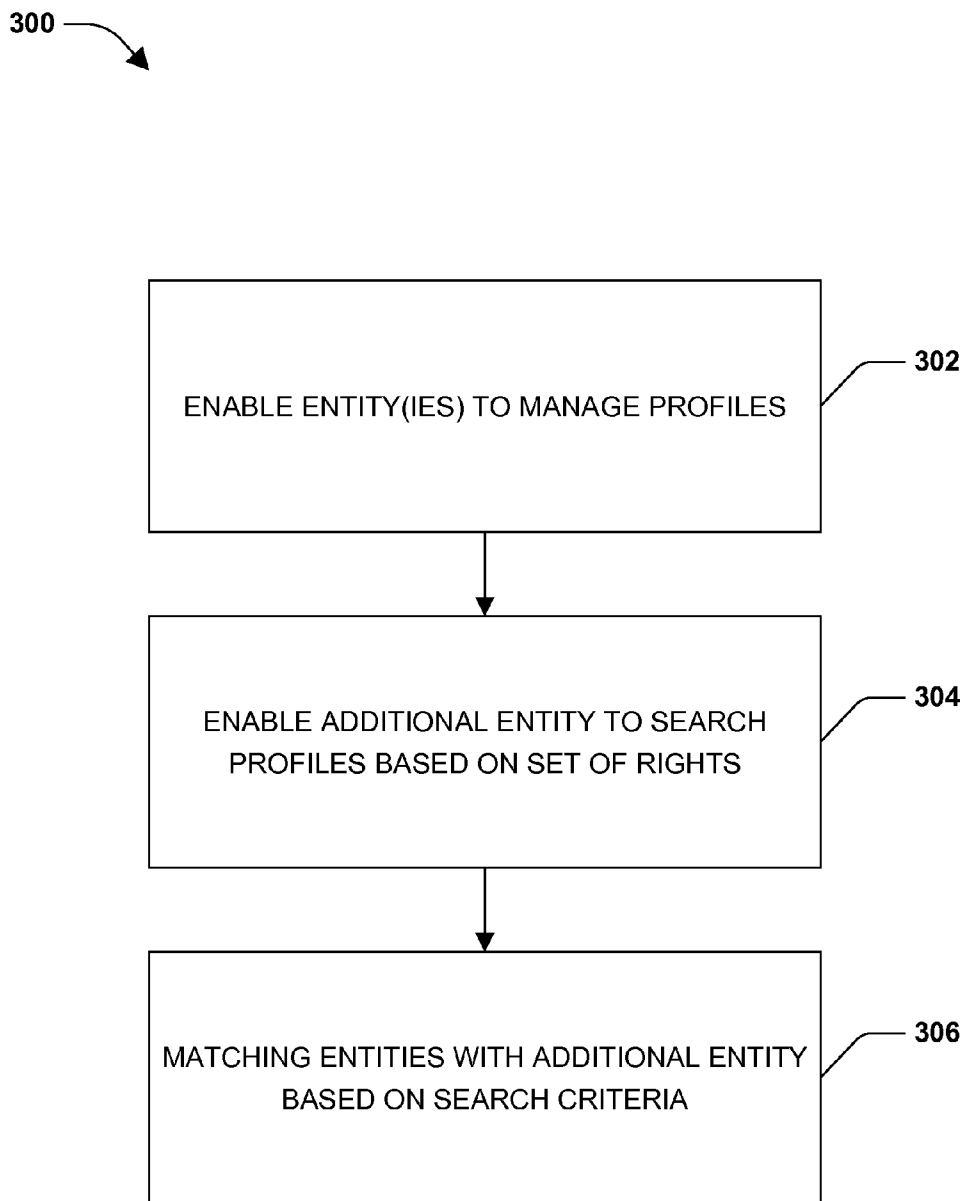 300
ENABLE ENTITY(IES) TO MANAGE PROFILES
302
ENABLE ADDITIONAL ENTITY TO SEARCH
PROFILES BASED ON SET OF RIGHTS
304
MATCHING ENTITIES WITH ADDITIONAL ENTITY
BASED ON SEARCH CRITERIA
306